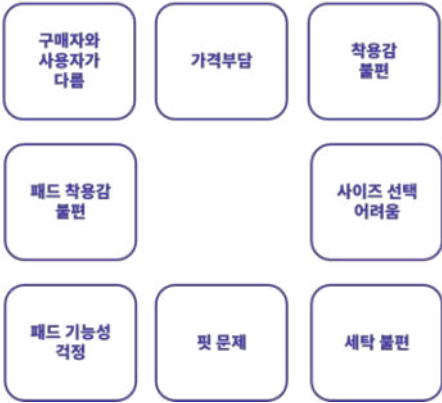 구매자와
사용자가
다름
가격부담
착용감
불편
패드 착용감
불편
사이즈 선택
어려움
패드 기능성
걱정
핏 문제
세탁 불편